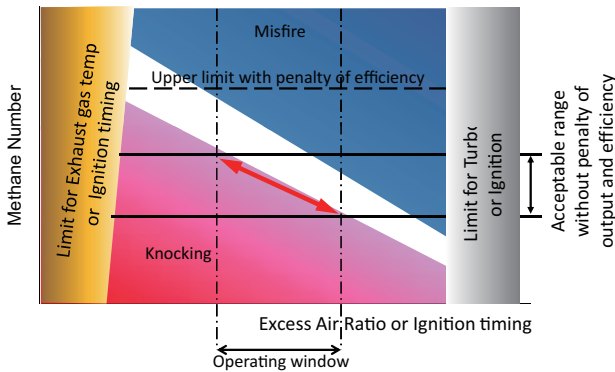 Misfire
Upper limit with penalty of efficiency
Methane Number
Limit for Exhaust gas temp
or Ignition timing
Limit for Turbo
or Ignition
Acceptable range
without penalty of
output and efficiency
Knocking
Excess Air Ratio or Ignition timing
Operating window